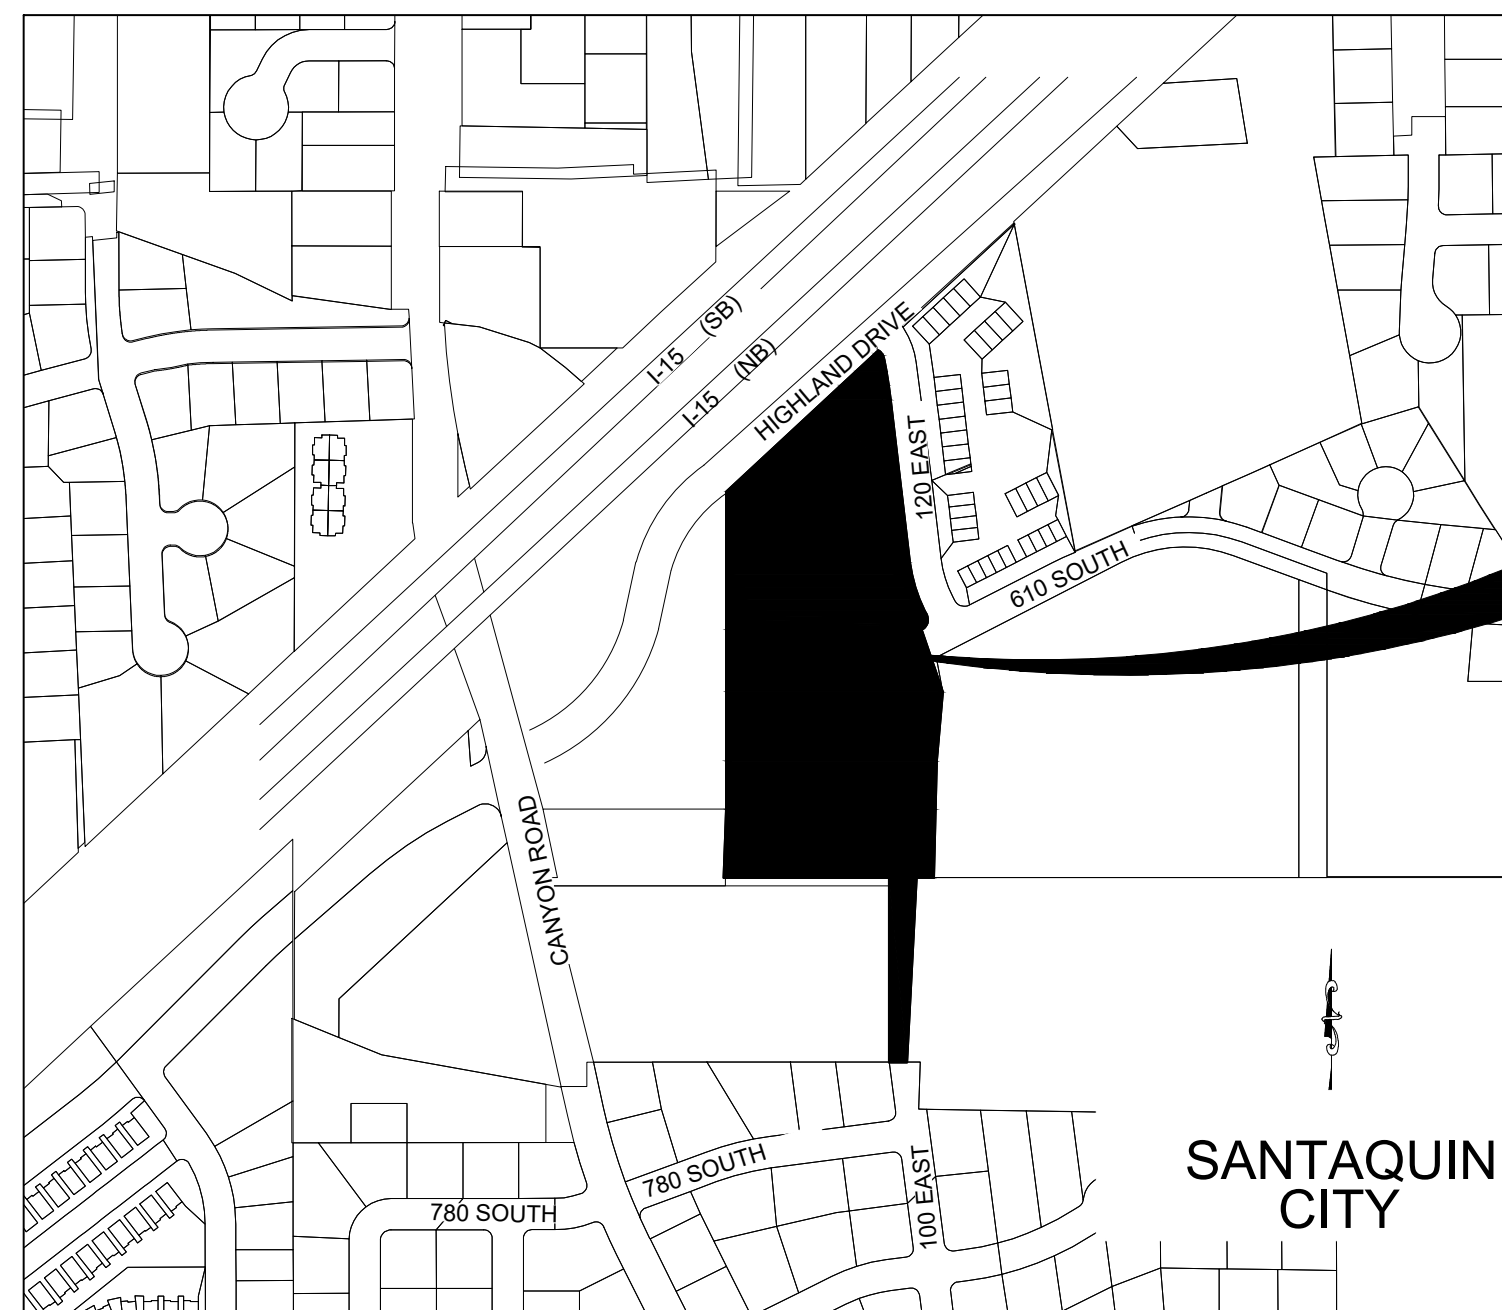 I-15 (SB)
I-15 (NB)
HIGHLAND DRIVE
120 EAST
610 SOUTH
CANYON ROAD
780 SOUTH
780 SOUTH
100 EAST
SANTAQUIN
CITY